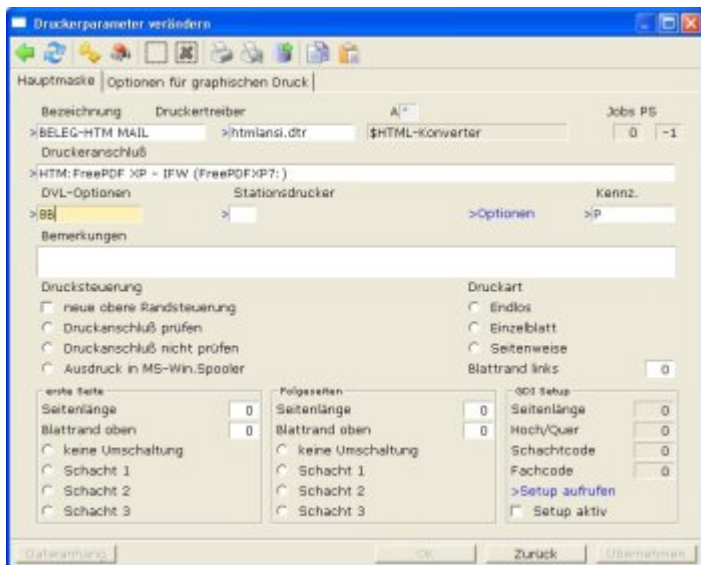 Druckerparameter verändern
Hauptmaske Optionen für graphischen Druck
Bezeichnung Druckertreiber A * Jobs PS
>BELEG-HTM MAIL >htmlansi.dtr $HTML-Konverter 0 -1
Druckeranschluß
>HTM:FreePDF XP - IFW (FreePDFXP7:)
DVL-Optionen Stationsdrucker Kennz.
>BB > >Optionen >P
Bemerkungen
Drucksteuerung Druckart
neue obere Randsteuerung Endlos
Druckanschluß prüfen Einzelblatt
Druckanschluß nicht prüfen Seitenweise
Ausdruck in MS-Win.Spooler Blattrand links 0
erste Seite Folgeseiten GDI Setup
Seitenlänge 0 Seitenlänge 0 Seitenlänge 0
Blattrand oben 0 Blattrand oben 0 Hoch/Quer 0
keine Umschaltung keine Umschaltung Schachtcode 0
Schacht 1 Schacht 1 Fachcode 0
Schacht 2 Schacht 2 >Setup aufrufen
Schacht 3 Schacht 3 Setup aktiv
Dateianhang OK Zurück Übernehmen